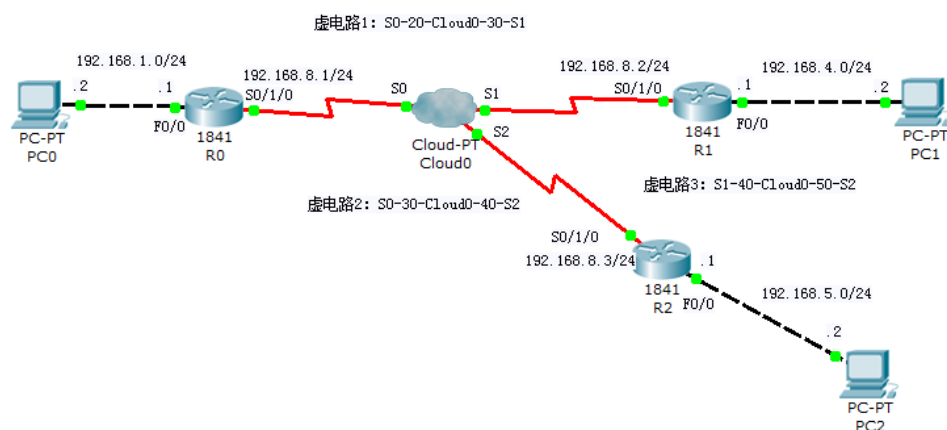 虚电路1: S0-20-Cloud0-30-S1
192.168.1.0/24
.2
.1
192.168.8.1/24
S0/1/0
F0/0
PC-PT
PC0
1841
R0
S0
S1
S2
Cloud-PT
Cloud0
192.168.8.2/24
S0/1/0
192.168.4.0/24
.1
.2
F0/0
1841
R1
PC-PT
PC1
虚电路2: S0-30-Cloud0-40-S2
虚电路3: S1-40-Cloud0-50-S2
S0/1/0
192.168.8.3/24
.1
1841
R2
F0/0
192.168.5.0/24
.2
PC-PT
PC2